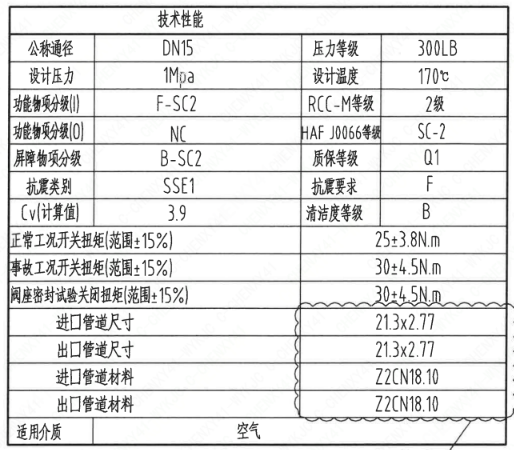 技术性能
公称通径 DN15 压力等级 300LB
设计压力 1Mpa 设计温度 170℃
功能物项分级(I) F-SC2 RCC-M等级 2级
功能物项分级(O) NC HAF J0066等级 SC-2
屏障物项分级 B-SC2 质保等级 Q1
抗震类别 SSE1 抗震要求 F
Cv(计算值) 3.9 清洁度等级 B
正常工况开关扭矩(范围±15%) 25±3.8N.m
事故工况开关扭矩(范围±15%) 30±4.5N.m
阀座密封试验关闭扭矩(范围±15%) 30±4.5N.m
进口管道尺寸 21.3x2.77
出口管道尺寸 21.3x2.77
进口管道材料 Z2CN18.10
出口管道材料 Z2CN18.10
适用介质 空气